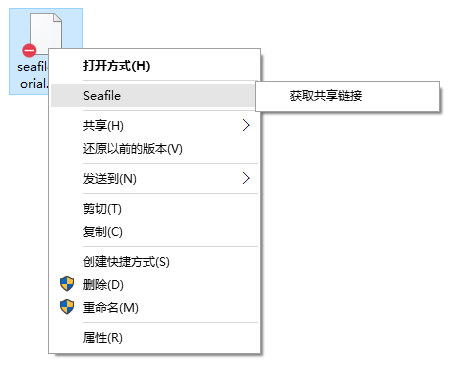 seafile
orial.
打开方式(H)
Seafile
获取共享链接
共享(H)
还原以前的版本(V)
发送到(N)
剪切(T)
复制(C)
创建快捷方式(S)
删除(D)
重命名(M)
属性(R)